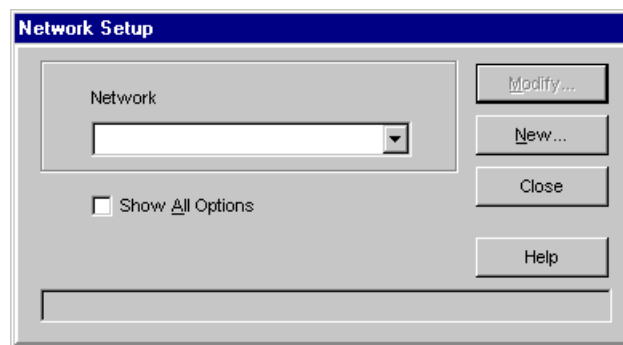 Network Setup
Network
Modify...
New...
Close
Show All Options
Help